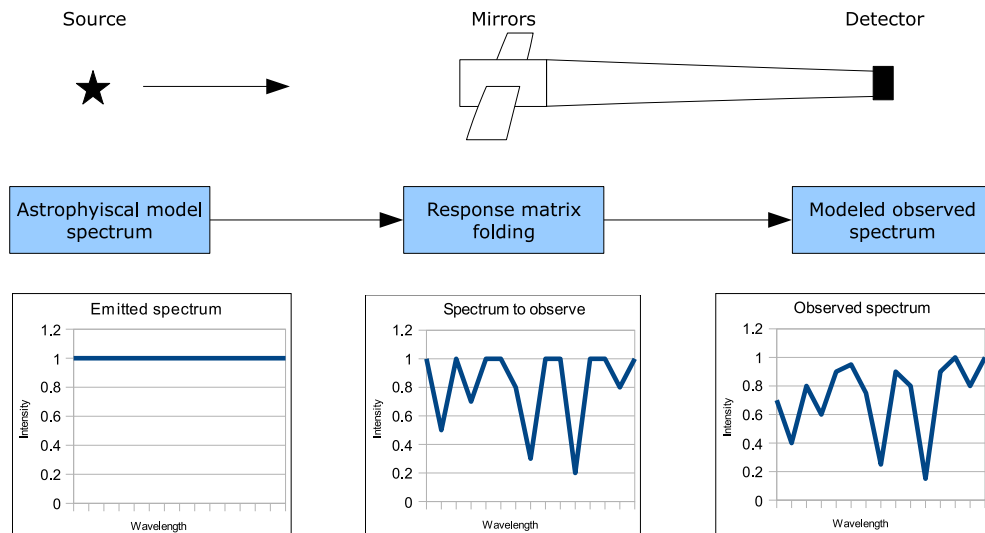 Source
Mirrors
Detector
Astrophyiscal model
spectrum
Response matrix
folding
Modeled observed
spectrum
Emitted spectrum
1.2
1
0.8
0.6
0.4
0.2
0
Intensity
Wavelength
Spectrum to observe
1.2
1
0.8
0.6
0.4
0.2
0
Intensity
Wavelength
Observed spectrum
1.2
1
0.8
0.6
0.4
0.2
0
Intensity
Wavelength